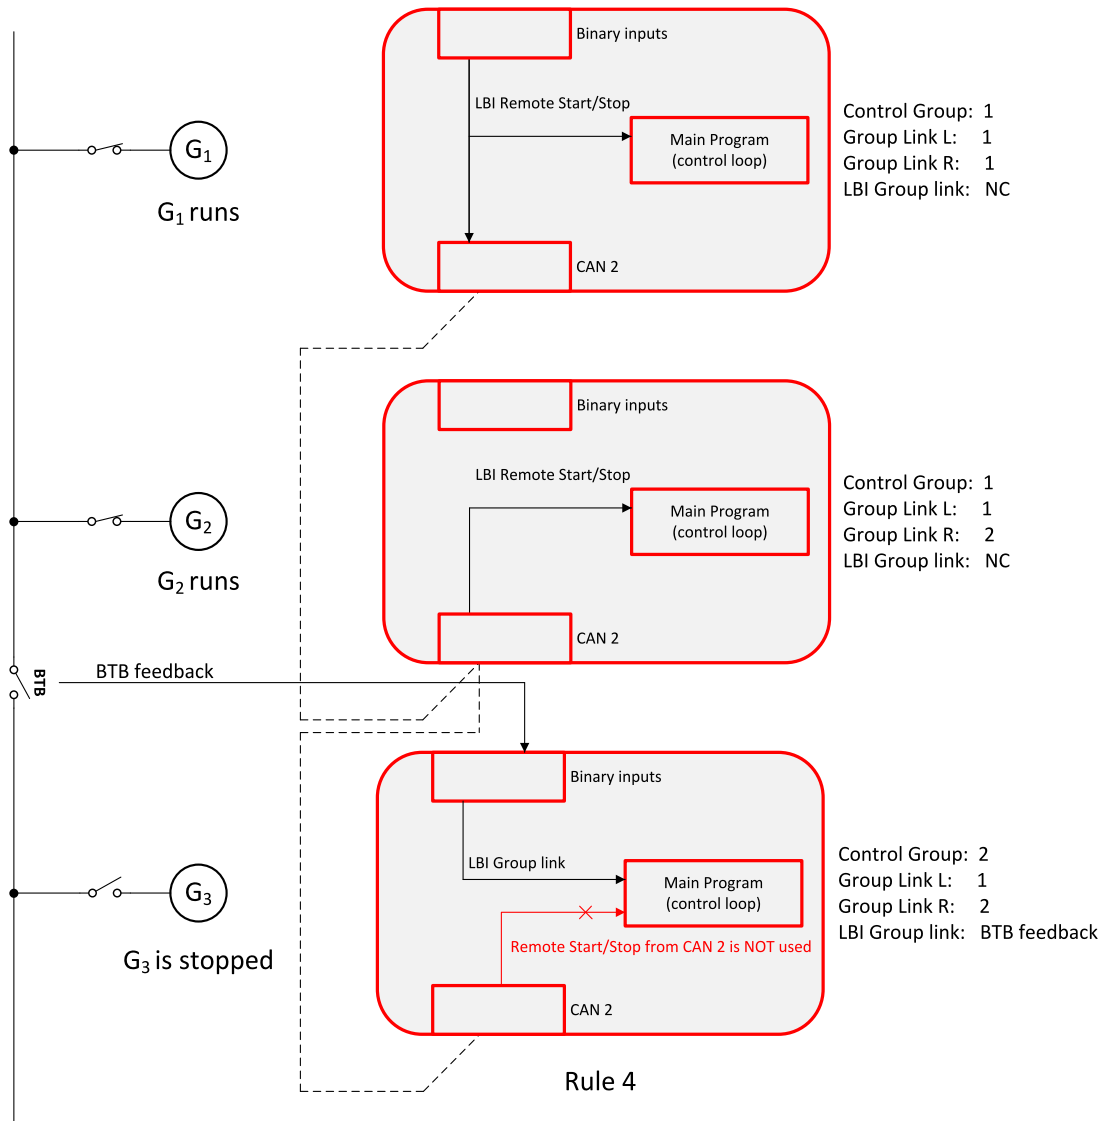 Binary inputs
LBI Remote Start/Stop
Main Program
(control loop)
CAN 2
Control Group: 1
Group Link L: 1
Group Link R: 1
LBI Group link: NC
G1
G1 runs
Binary inputs
LBI Remote Start/Stop
Main Program
(control loop)
CAN 2
Control Group: 1
Group Link L: 1
Group Link R: 2
LBI Group link: NC
G2
G2 runs
BTB
BTB feedback
Binary inputs
LBI Group link
Main Program
(control loop)
Remote Start/Stop from CAN 2 is NOT used
CAN 2
Control Group: 2
Group Link L: 1
Group Link R: 2
LBI Group link: BTB feedback
G3
G3 is stopped
Rule 4